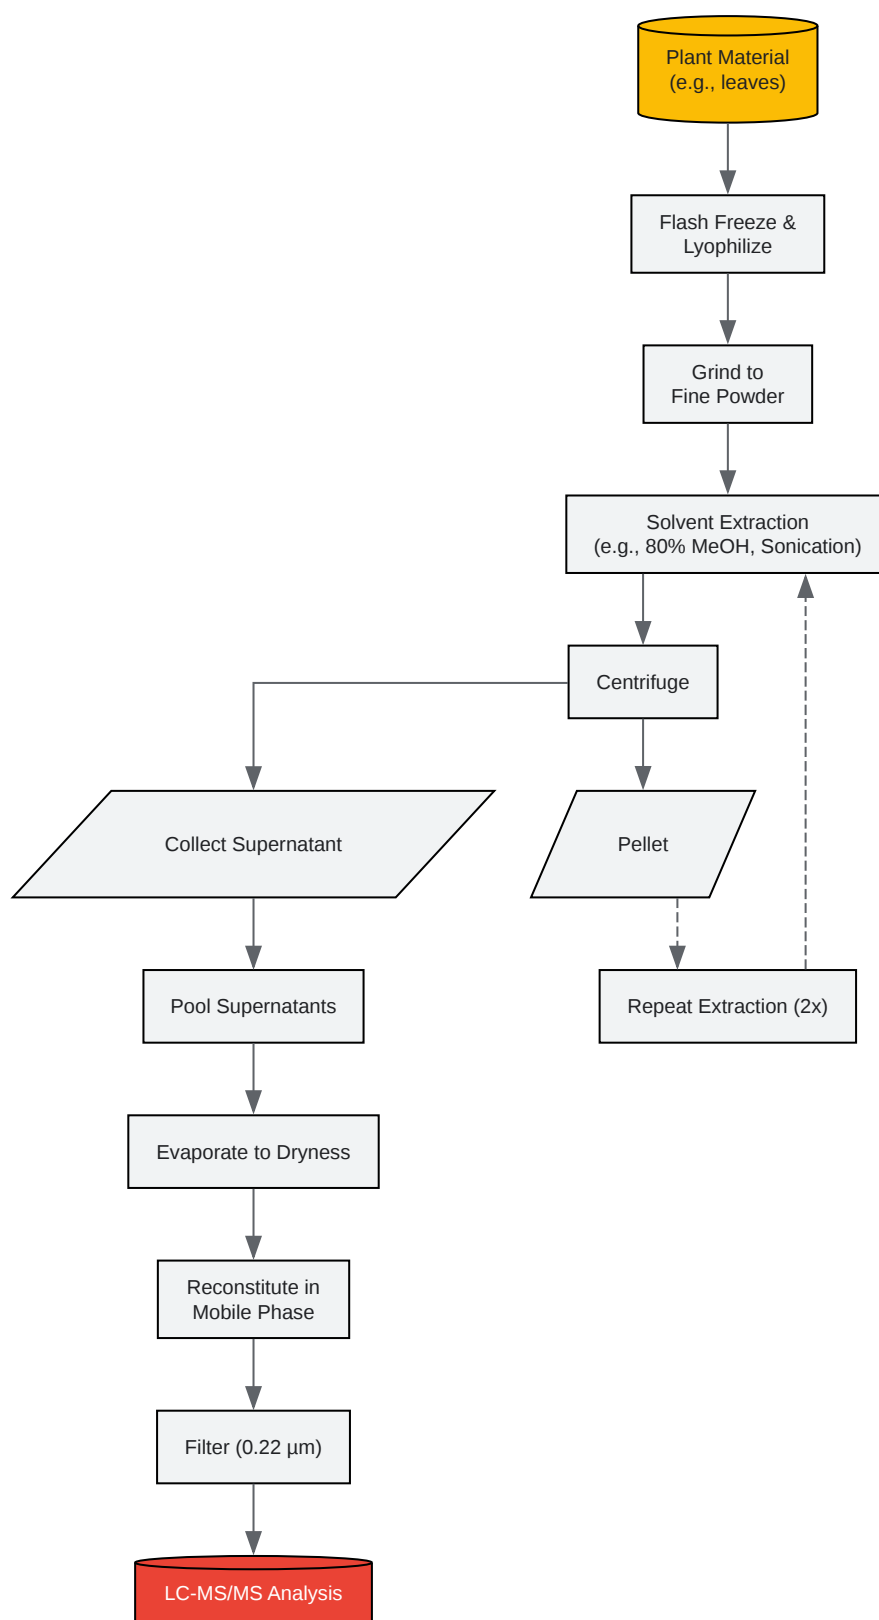 Plant Material
(e.g., leaves)
Flash Freeze &
Lyophilize
Grind to
Fine Powder
Solvent Extraction
(e.g., 80% MeOH, Sonication)
Centrifuge
Collect Supernatant
Pellet
Pool Supernatants
Repeat Extraction (2x)
Evaporate to Dryness
Reconstitute in
Mobile Phase
Filter (0.22 µm)
LC-MS/MS Analysis